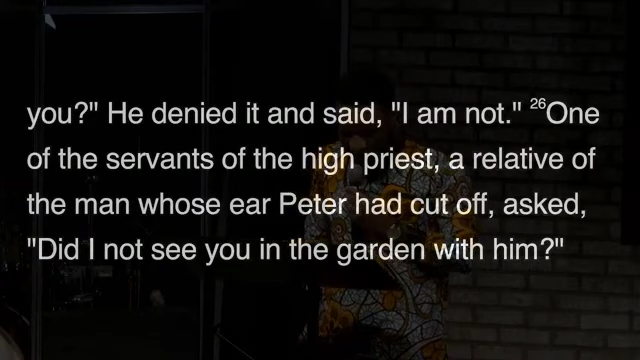 you?" He denied it and said, "I am not." 26One
of the servants of the high priest, a relative of
the man whose ear Peter had cut off, asked,
"Did I not see you in the garden with him?"